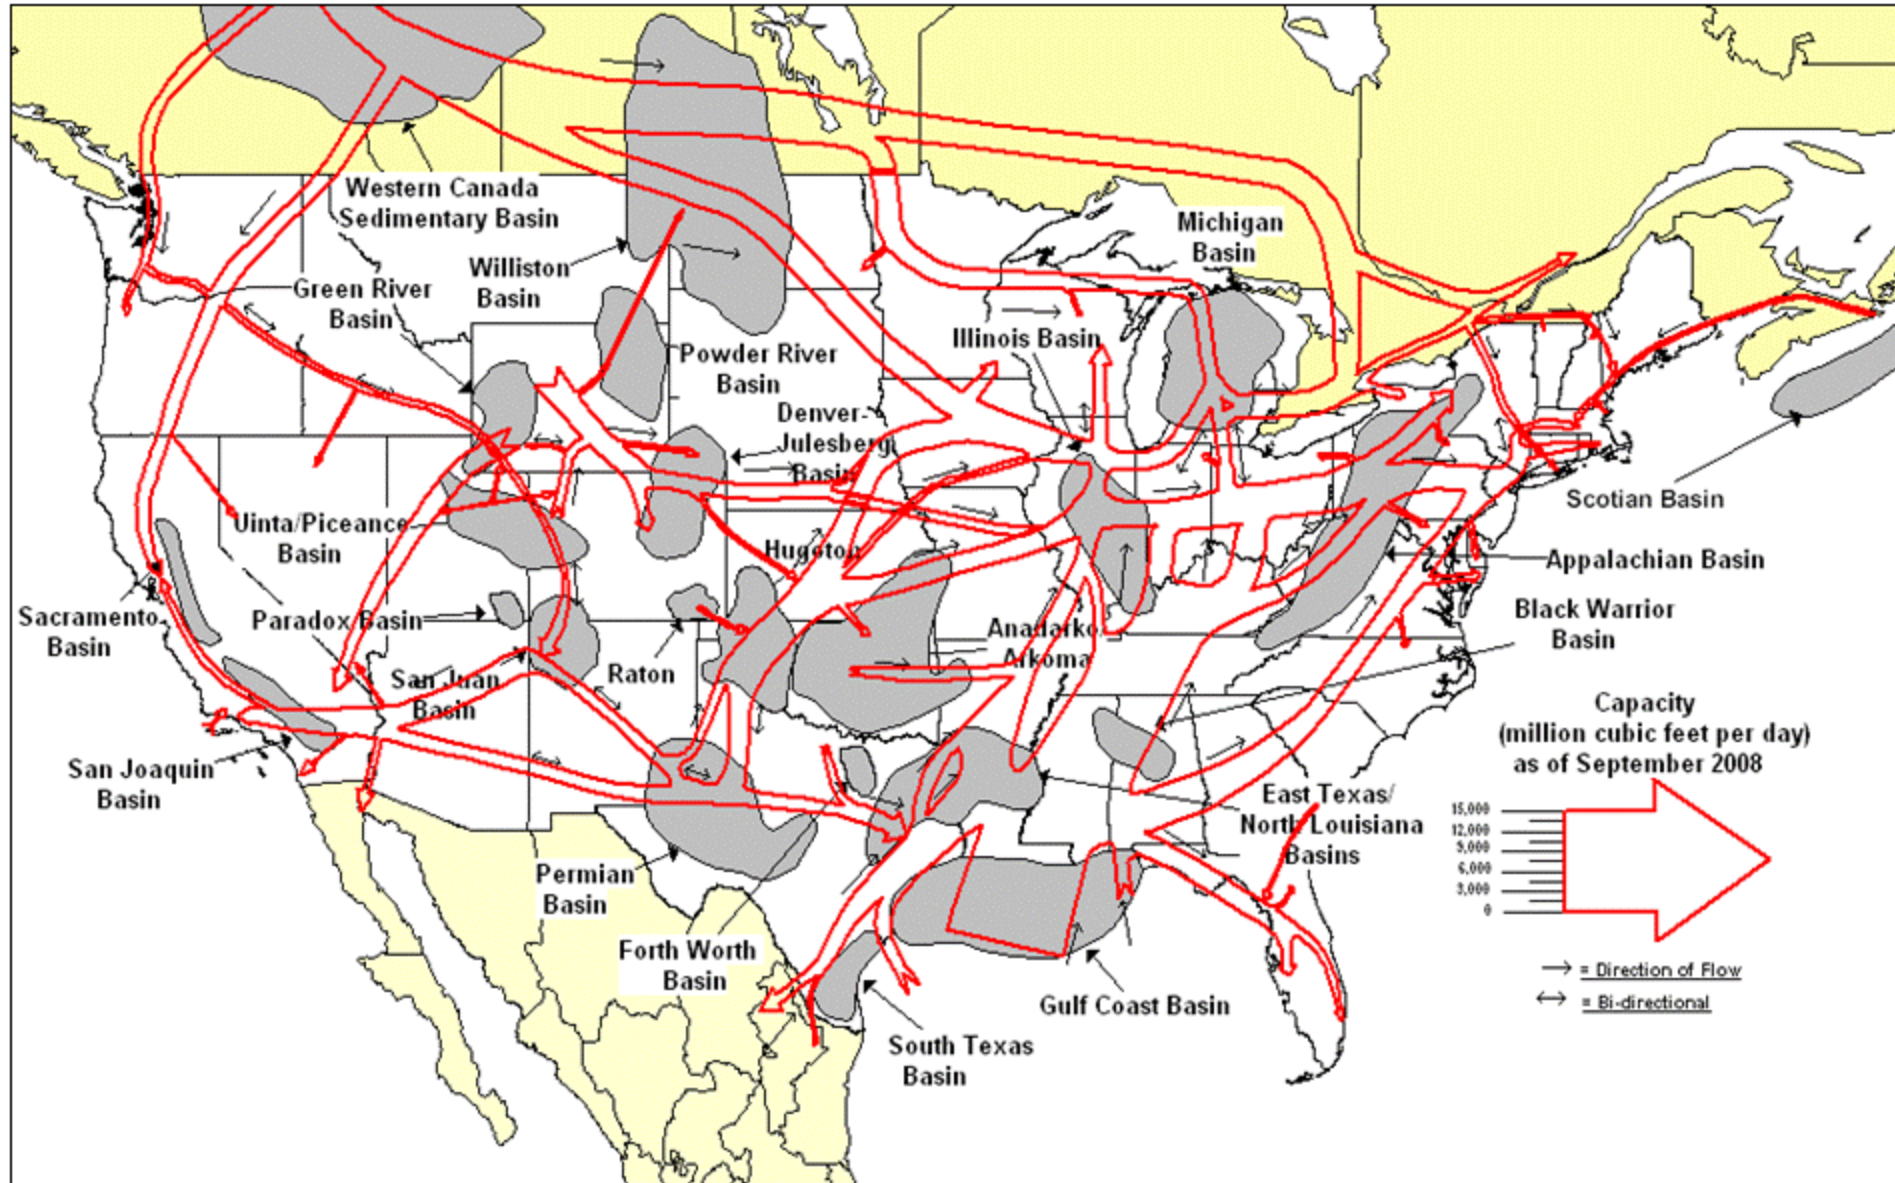 Western Canada
Sedimentary Basin
Michigan
Basin
Williston
Basin
Green River
Basin
Illinois Basin
Powder River
Basin
Denver-
Julesberg
Basin
Scotian Basin
Uinta/Piceance
Basin
Hugoton
Appalachian Basin
Sacramento
Basin
Paradox Basin
Black Warrior
Basin
Anadarko
Arkoma
Raton
San Juan
Basin
Capacity
(million cubic feet per day)
as of September 2008
San Joaquin
Basin
East Texas/
North Louisiana
Basins
15,000
12,000
9,000
6,000
3,000
0
Permian
Basin
Forth Worth
Basin
= Direction of Flow
= Bi-directional
Gulf Coast Basin
South Texas
Basin